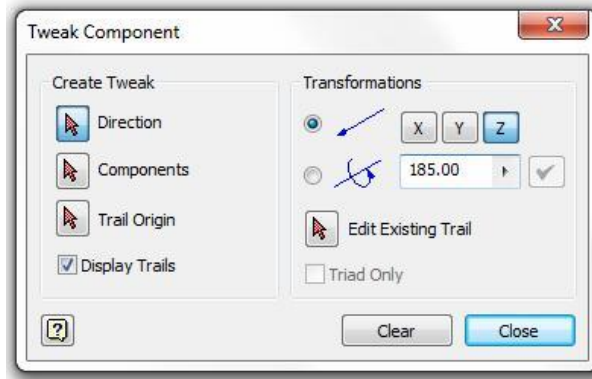 Tweak Component
Create Tweak
Direction
Components
Trail Origin
Display Trails
Transformations
X Y Z
185.00
Edit Existing Trail
Triad Only
Clear Close